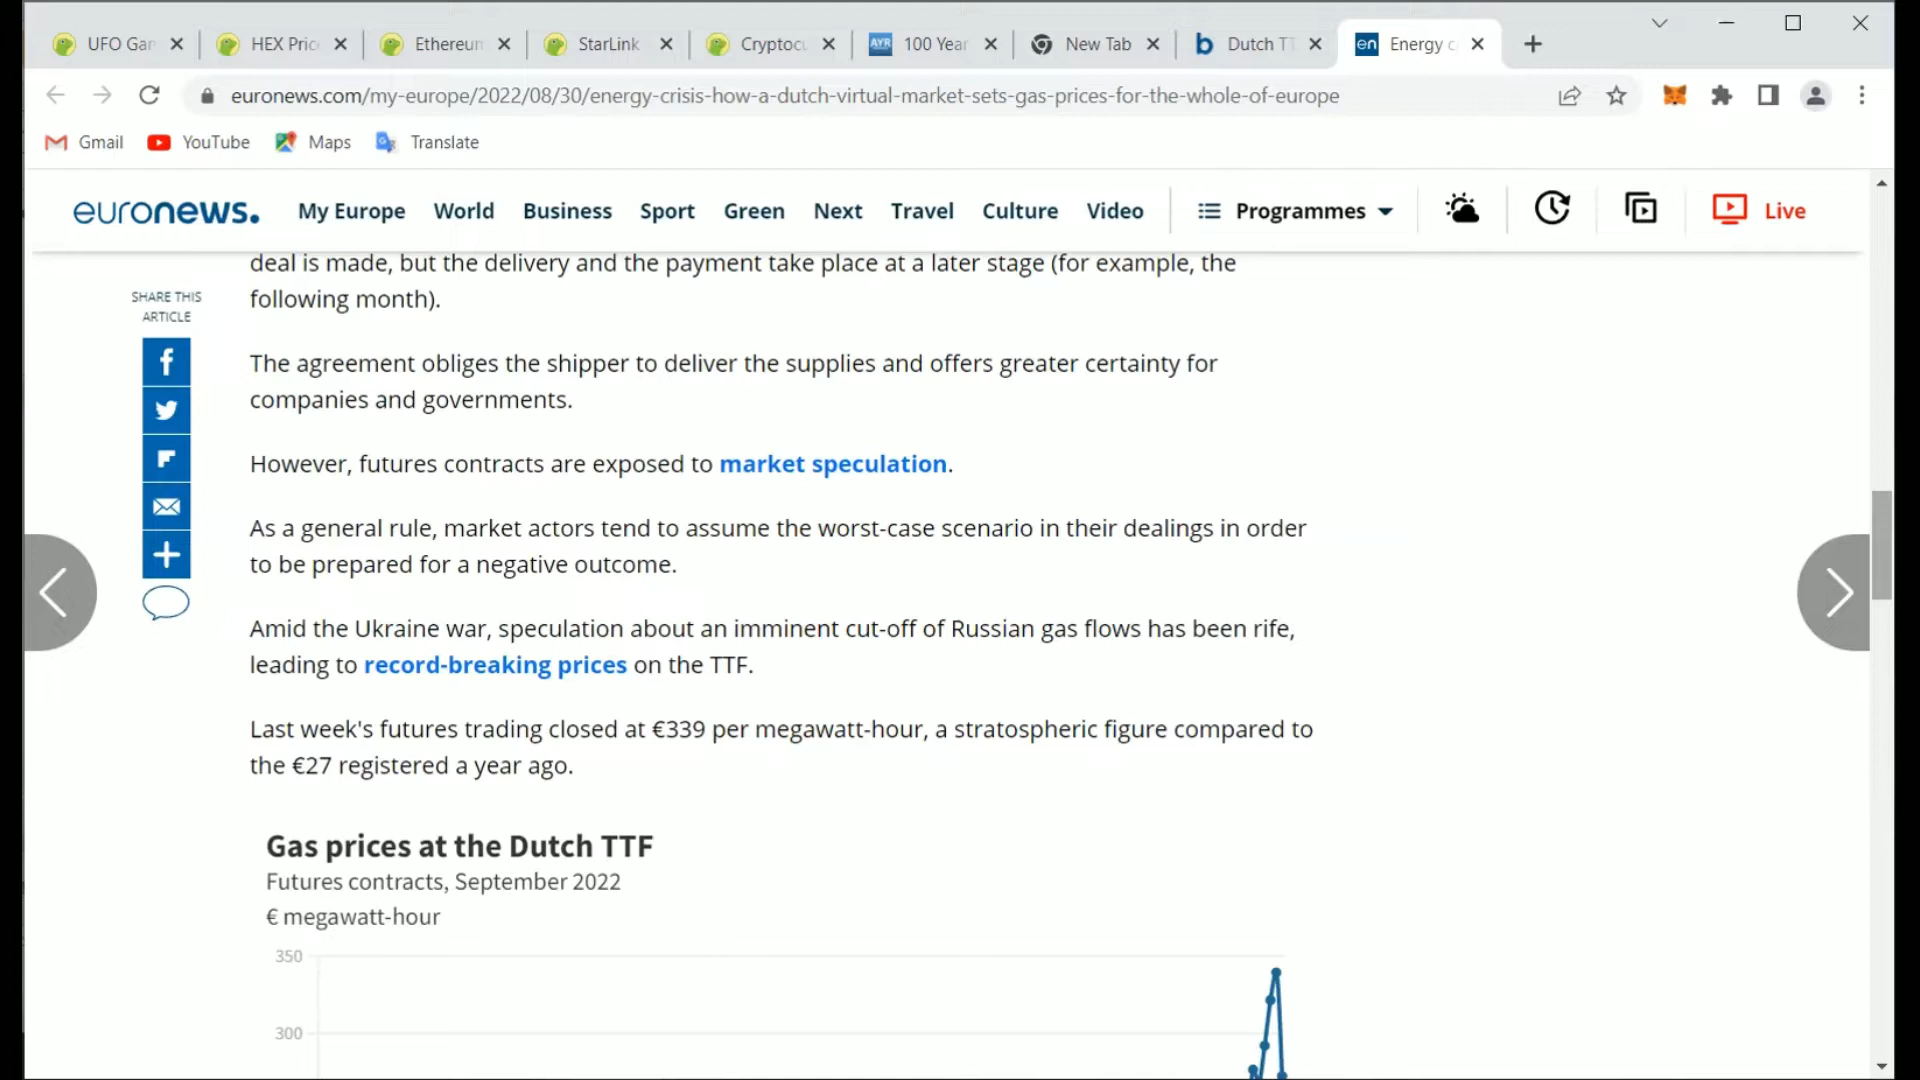 UFO Gar
HEX Pric
Ethereum
StarLink
Cryptocu
AYR 100 Year
New Tab
b Dutch TT
en Energy c
euronews.com/my-europe/2022/08/30/energy-crisis-how-a-dutch-virtual-market-sets-gas-prices-for-the-whole-of-europe
Gmail YouTube Maps Translate
euronews. My Europe World Business Sport Green Next Travel Culture Video Programmes Live
deal is made, but the delivery and the payment take place at a later stage (for example, the
following month).
SHARE THIS
ARTICLE
The agreement obliges the shipper to deliver the supplies and offers greater certainty for
companies and governments.
However, futures contracts are exposed to market speculation.
As a general rule, market actors tend to assume the worst-case scenario in their dealings in order
to be prepared for a negative outcome.
Amid the Ukraine war, speculation about an imminent cut-off of Russian gas flows has been rife,
leading to record-breaking prices on the TTF.
Last week's futures trading closed at €339 per megawatt-hour, a stratospheric figure compared to
the €27 registered a year ago.
Gas prices at the Dutch TTF
Futures contracts, September 2022
€ megawatt-hour
350
300